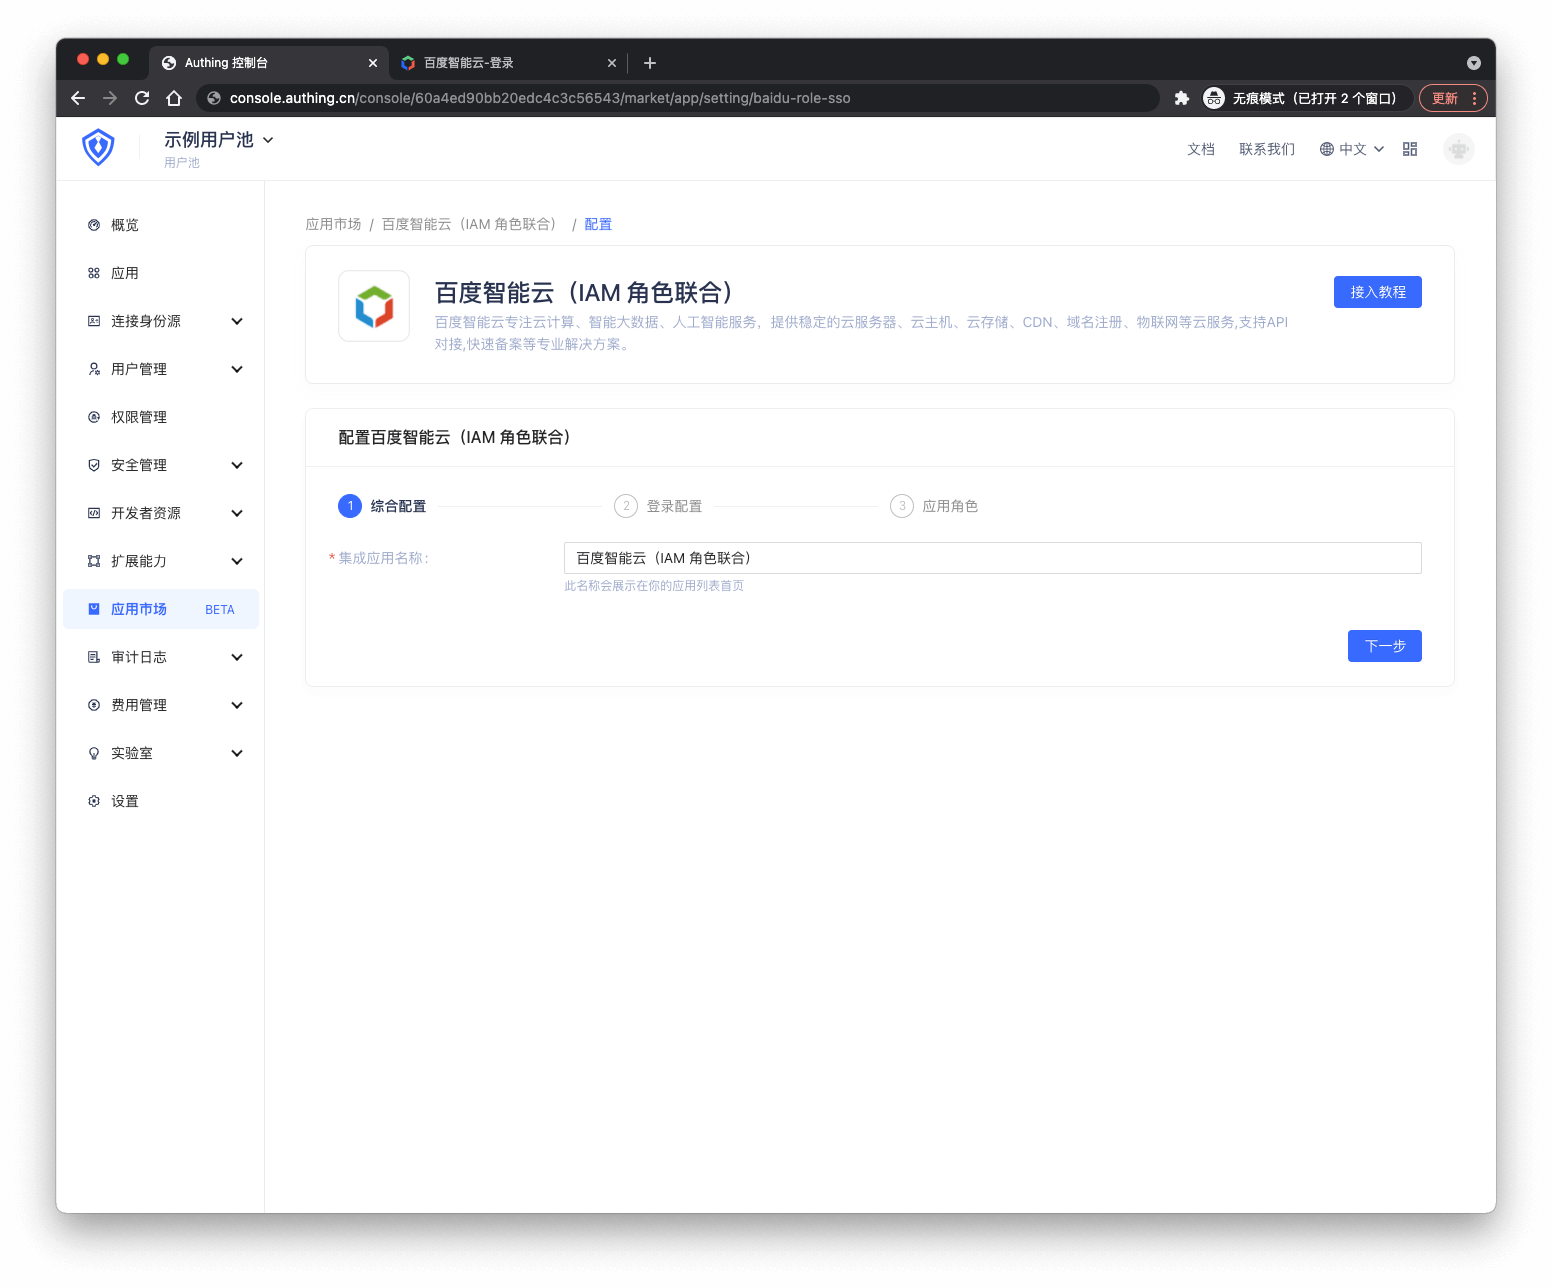 Authing 控制台
百度智能云-登录
console.authing.cn/console/60a4ed90bb20edc4c3c56543/market/app/setting/baidu-role-sso
无痕模式（已打开 2 个窗口）
更新
示例用户池
用户池
文档
联系我们
中文
概览
应用
连接身份源
用户管理
权限管理
安全管理
开发者资源
扩展能力
应用市场 BETA
审计日志
费用管理
实验室
设置
应用市场 / 百度智能云（IAM 角色联合） / 配置
百度智能云（IAM 角色联合）
百度智能云专注云计算、智能大数据、人工智能服务，提供稳定的云服务器、云主机、云存储、CDN、域名注册、物联网等云服务,支持API
对接,快速备案等专业解决方案。
接入教程
配置百度智能云（IAM 角色联合）
1 综合配置
2 登录配置
3 应用角色
* 集成应用名称：
百度智能云（IAM 角色联合）
此名称会展示在你的应用列表首页
下一步